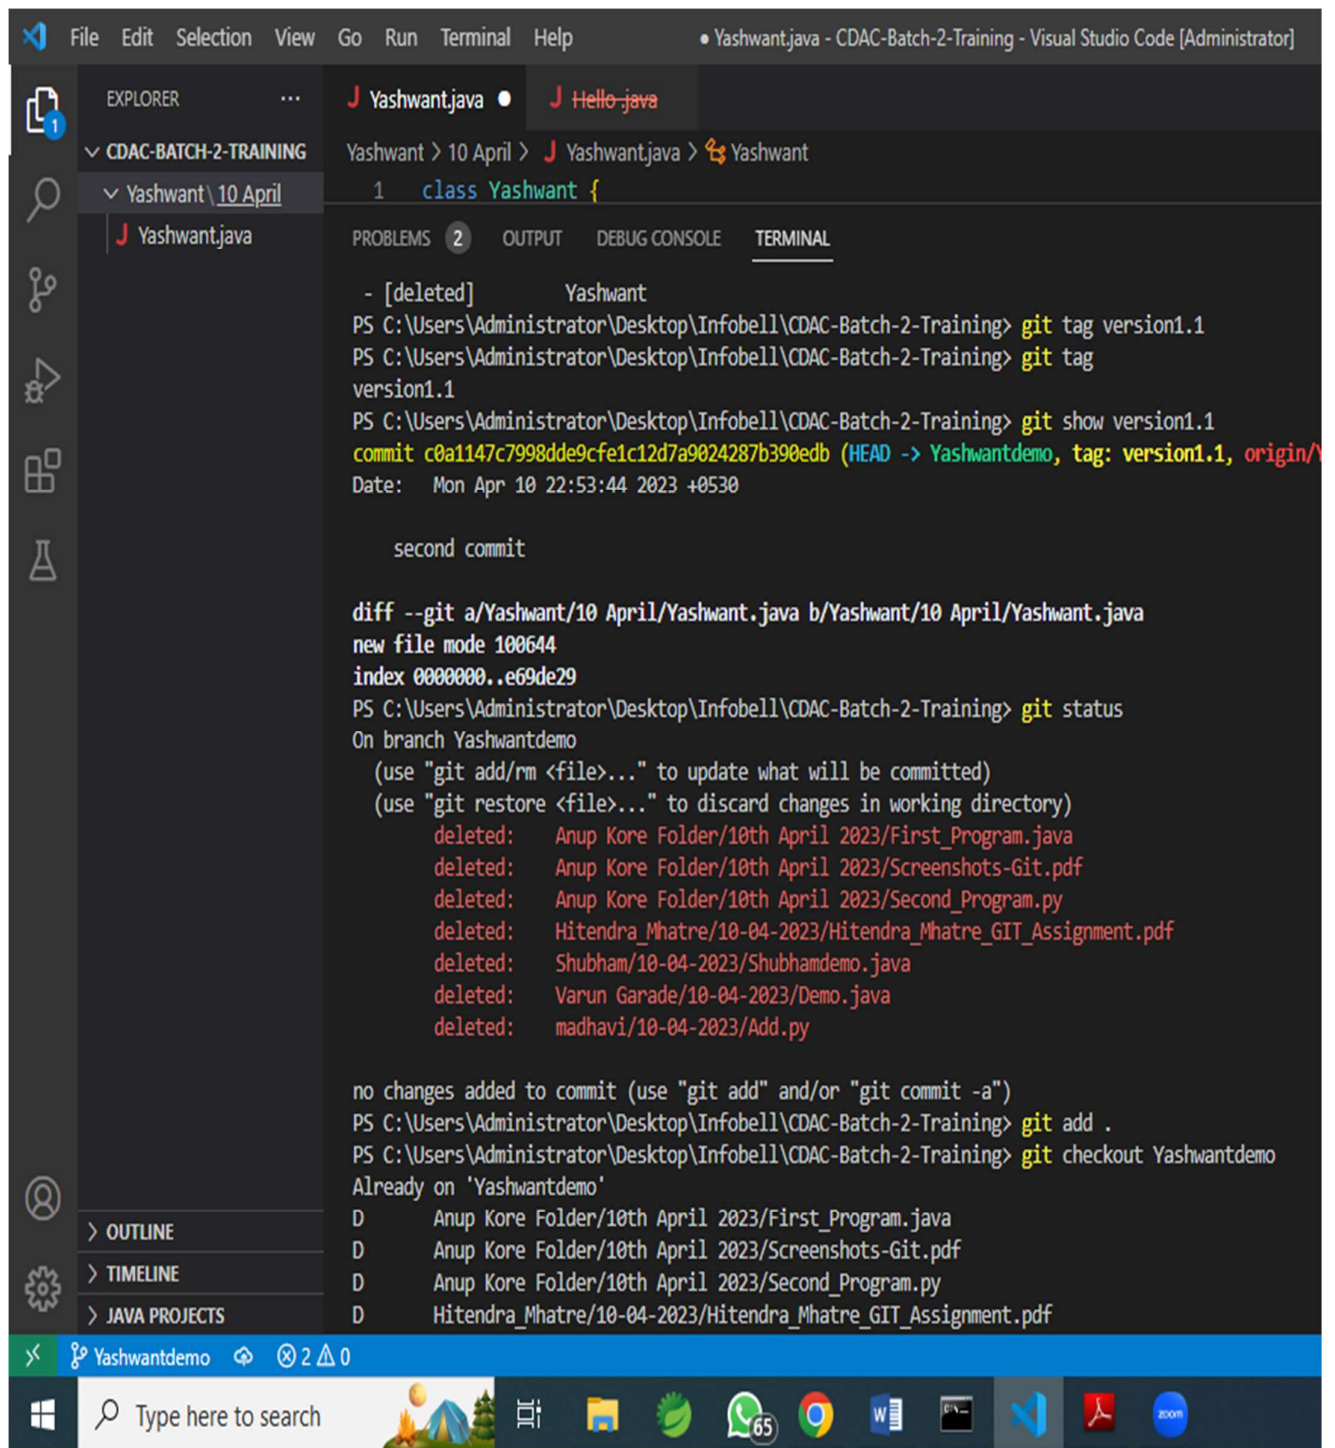 File Edit Selection View Go Run Terminal Help ● Yashwant.java - CDAC-Batch-2-Training - Visual Studio Code [Administrator]
EXPLORER ...
J Yashwant.java ● J Hello .java
1
CDAC-BATCH-2-TRAINING
Yashwant > 10 April > J Yashwant.java > Yashwant
Yashwant \ 10 April
1 class Yashwant {
J Yashwant.java
PROBLEMS 2 OUTPUT DEBUG CONSOLE TERMINAL
- [deleted] Yashwant
PS C:\Users\Administrator\Desktop\Infobell\CDAC-Batch-2-Training> git tag version1.1
PS C:\Users\Administrator\Desktop\Infobell\CDAC-Batch-2-Training> git tag
version1.1
PS C:\Users\Administrator\Desktop\Infobell\CDAC-Batch-2-Training> git show version1.1
commit c0a1147c7998dde9cfe1c12d7a9024287b390edb (HEAD -> Yashwantdemo, tag: version1.1, origin/
Date: Mon Apr 10 22:53:44 2023 +0530
second commit
diff --git a/Yashwant/10 April/Yashwant.java b/Yashwant/10 April/Yashwant.java
new file mode 100644
index 0000000..e69de29
PS C:\Users\Administrator\Desktop\Infobell\CDAC-Batch-2-Training> git status
On branch Yashwantdemo
(use "git add/rm <file>..." to update what will be committed)
(use "git restore <file>..." to discard changes in working directory)
deleted: Anup Kore Folder/10th April 2023/First_Program.java
deleted: Anup Kore Folder/10th April 2023/Screenshots-Git.pdf
deleted: Anup Kore Folder/10th April 2023/Second_Program.py
deleted: Hitendra_Mhatre/10-04-2023/Hitendra_Mhatre_GIT_Assignment.pdf
deleted: Shubham/10-04-2023/Shubhamdemo.java
deleted: Varun Garade/10-04-2023/Demo.java
deleted: madhavi/10-04-2023/Add.py
no changes added to commit (use "git add" and/or "git commit -a")
PS C:\Users\Administrator\Desktop\Infobell\CDAC-Batch-2-Training> git add .
PS C:\Users\Administrator\Desktop\Infobell\CDAC-Batch-2-Training> git checkout Yashwantdemo
Already on 'Yashwantdemo'
D Anup Kore Folder/10th April 2023/First_Program.java
D Anup Kore Folder/10th April 2023/Screenshots-Git.pdf
D Anup Kore Folder/10th April 2023/Second_Program.py
D Hitendra_Mhatre/10-04-2023/Hitendra_Mhatre_GIT_Assignment.pdf
> OUTLINE
> TIMELINE
> JAVA PROJECTS
Yashwantdemo 2 0
Type here to search
65
W
zoom